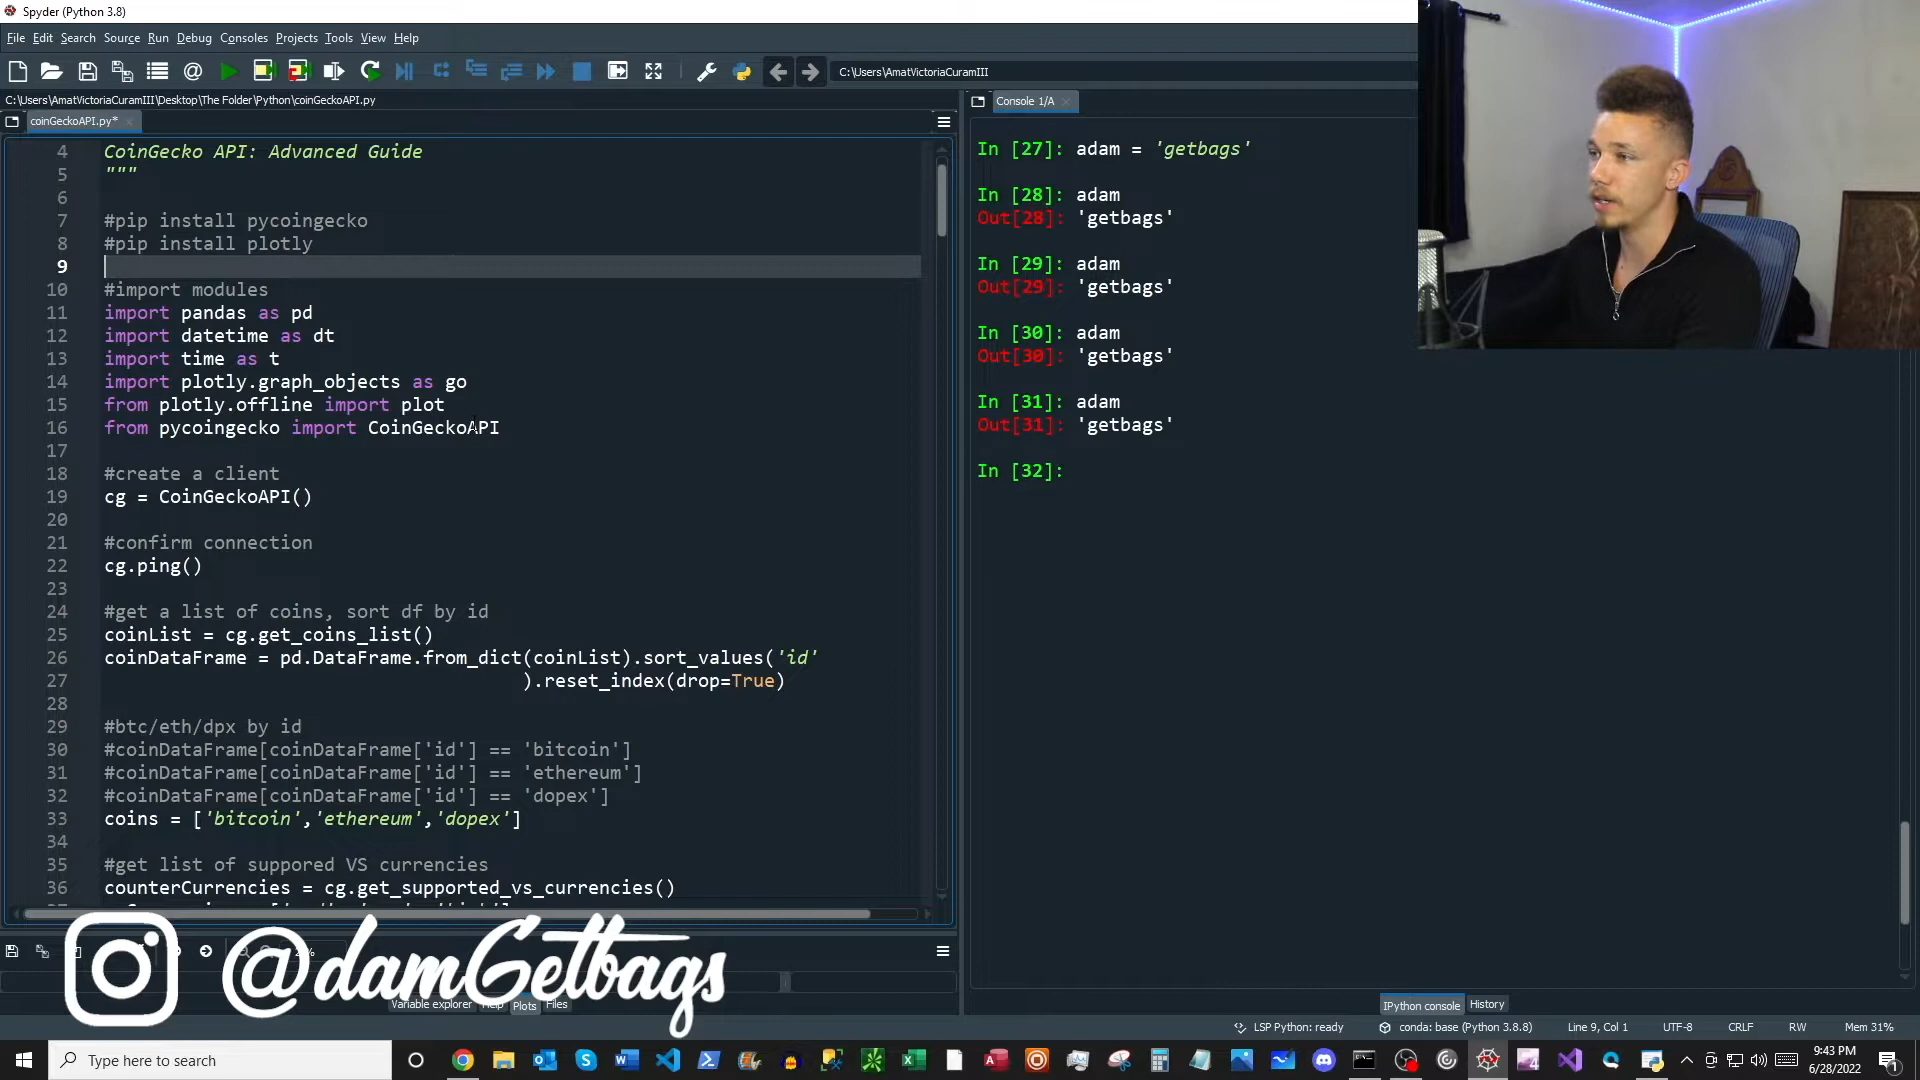 Spyder (Python 3.8)
File Edit Search Source Run Debug Consoles Projects Tools View Help
C:\Users\AmatVictoriaCuramIII
C:\Users\AmatVictoriaCuramIII\Desktop\The Folder\Python\coinGeckoAPI.py
coinGeckoAPI.py*
4 CoinGecko API: Advanced Guide
5 """
6
7 #pip install pycoingecko
8 #pip install plotly
9
10 #import modules
11 import pandas as pd
12 import datetime as dt
13 import time as t
14 import plotly.graph_objects as go
15 from plotly.offline import plot
16 from pycoingecko import CoinGeckoAPI
17
18 #create a client
19 cg = CoinGeckoAPI()
20
21 #confirm connection
22 cg.ping()
23
24 #get a list of coins, sort df by id
25 coinList = cg.get_coins_list()
26 coinDataFrame = pd.DataFrame.from_dict(coinList).sort_values('id'
27 ).reset_index(drop=True)
28
29 #btc/eth/dpx by id
30 #coinDataFrame[coinDataFrame['id'] == 'bitcoin']
31 #coinDataFrame[coinDataFrame['id'] == 'ethereum']
32 #coinDataFrame[coinDataFrame['id'] == 'dopex']
33 coins = ['bitcoin','ethereum','dopex']
34
35 #get list of suppored VS currencies
36 counterCurrencies = cg.get_supported_vs_currencies()
Console 1/A
In [27]: adam = 'getbags'
In [28]: adam
Out[28]: 'getbags'
In [29]: adam
Out[29]: 'getbags'
In [30]: adam
Out[30]: 'getbags'
In [31]: adam
Out[31]: 'getbags'
In [32]:
@damGetbags
Variable explorer Help Plots Files
IPython console History
LSP Python: ready conda: base (Python 3.8.8) Line 9, Col 1 UTF-8 CRLF RW Mem 31%
Type here to search
9:43 PM
6/28/2022